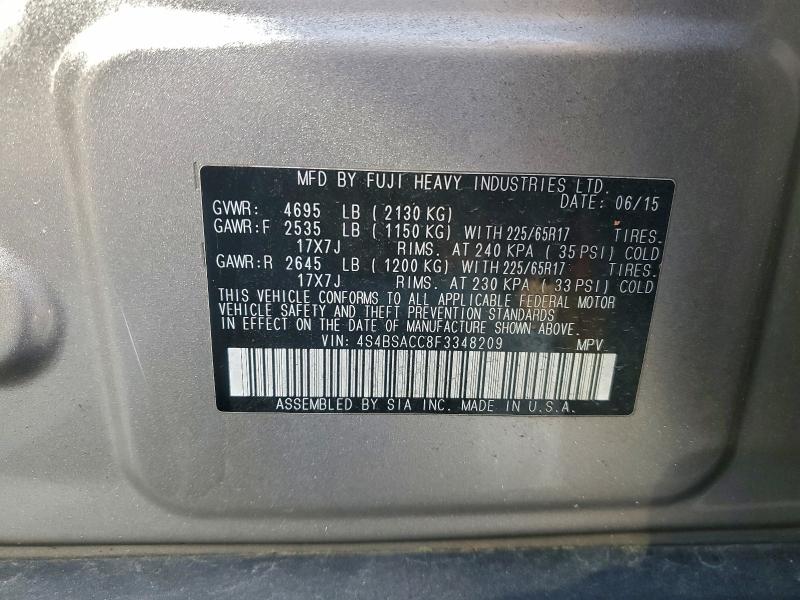 MFD BY FUJI HEAVY INDUSTRIES LTD.
DATE: 06/15
GVWR: 4695 LB ( 2130 KG)
GAWR:F 2535 LB ( 1150 KG) WITH 225/65R17 TIRES.
17X7J RIMS. AT 240 KPA ( 35 PSI) COLD
GAWR:R 2645 LB ( 1200 KG) WITH 225/65R17 TIRES.
17X7J RIMS. AT 230 KPA ( 33 PSI) COLD
THIS VEHICLE CONFORMS TO ALL APPLICABLE FEDERAL MOTOR
VEHICLE SAFETY AND THEFT PREVENTION STANDARDS
IN EFFECT ON THE DATE OF MANUFACTURE SHOWN ABOVE.
VIN: 4S4BSACC8F3348209 MPV
ASSEMBLED BY SIA INC. MADE IN U.S.A.